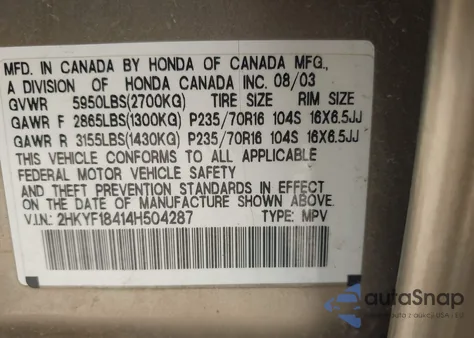 MFD. IN CANADA BY HONDA OF CANADA MFG.,
A DIVISION OF HONDA CANADA INC. 08/03
GVWR 5950LBS(2700KG) TIRE SIZE RIM SIZE
GAWR F 2865LBS(1300KG) P235/70R16 104S 16X6.5JJ
GAWR R 3155LBS(1430KG) P235/70R16 104S 16X6.5JJ
THIS VEHICLE CONFORMS TO ALL APPLICABLE
FEDERAL MOTOR VEHICLE SAFETY
AND THEFT PREVENTION STANDARDS IN EFFECT
ON THE DATE OF MANUFACTURE SHOWN ABOVE.
V.I.N: 2HKYF18414H504287 TYPE: MPV
autaSnap